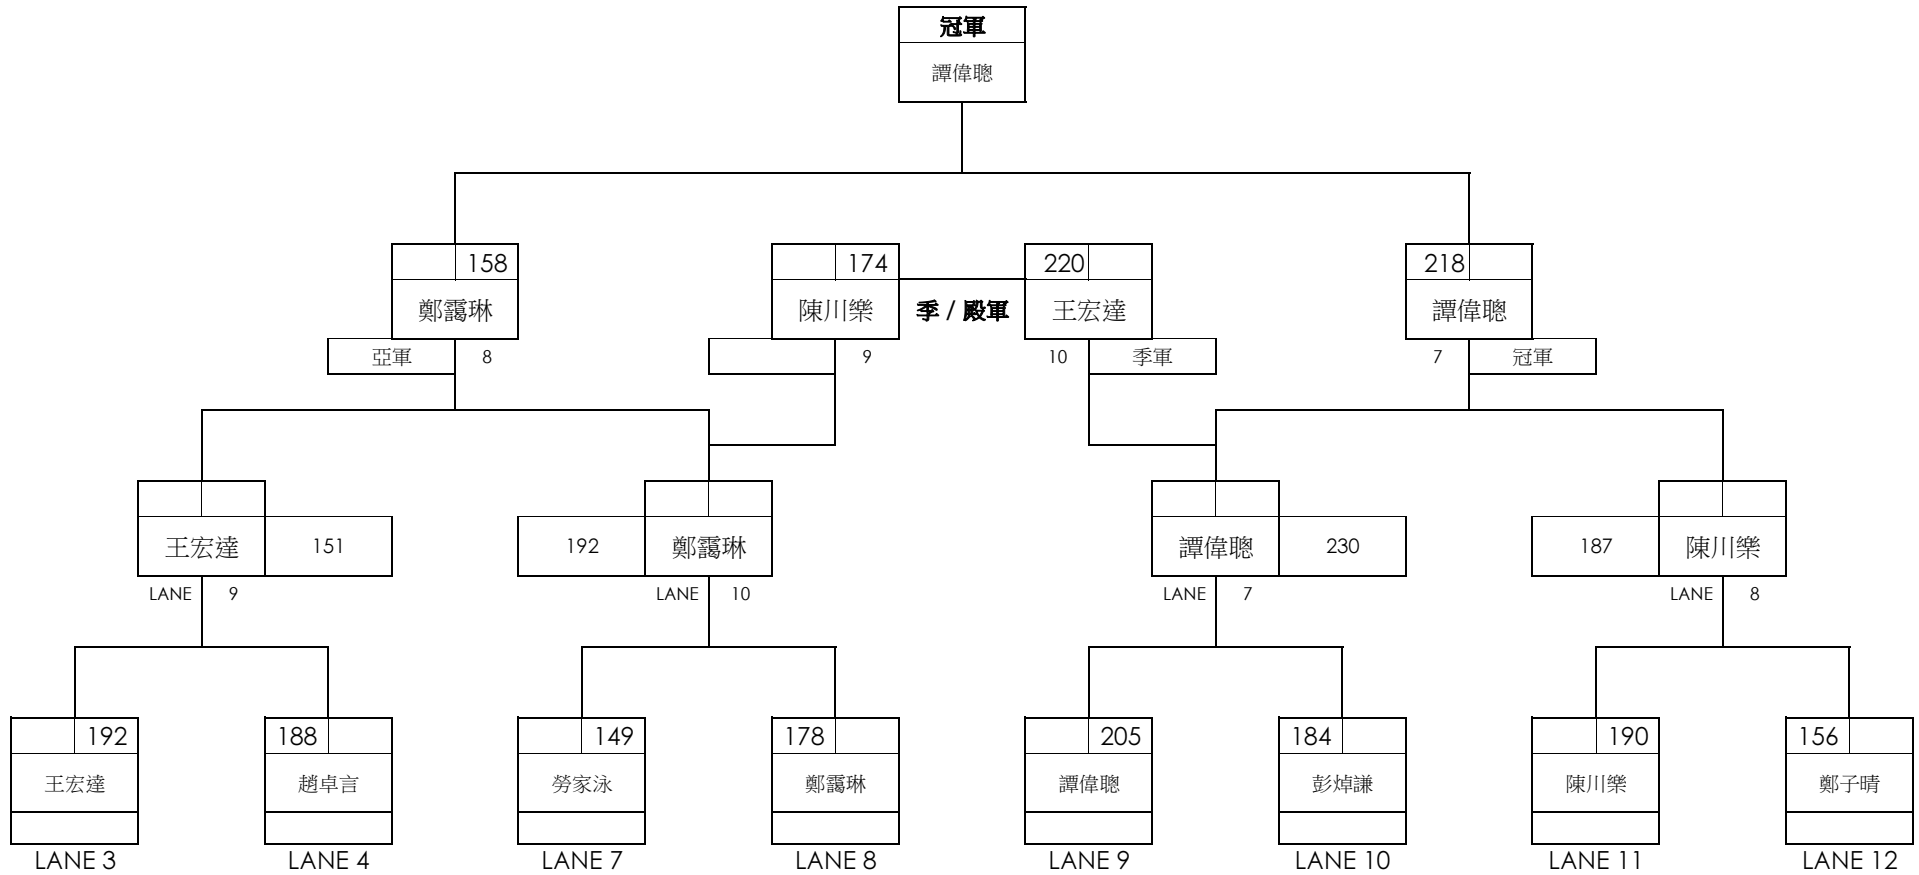 冠軍
譚偉聰
158
174
220
218
鄭靄琳
陳川樂
季 / 殿軍
王宏達
譚偉聰
亞軍
8
9
10
季軍
7
冠軍
王宏達
151
192
鄭靄琳
譚偉聰
230
187
陳川樂
LANE 9
LANE 10
LANE 7
LANE 8
192
188
149
178
205
184
190
156
王宏達
趙卓言
勞家泳
鄭靄琳
譚偉聰
彭焯謙
陳川樂
鄭子晴
LANE 3
LANE 4
LANE 7
LANE 8
LANE 9
LANE 10
LANE 11
LANE 12